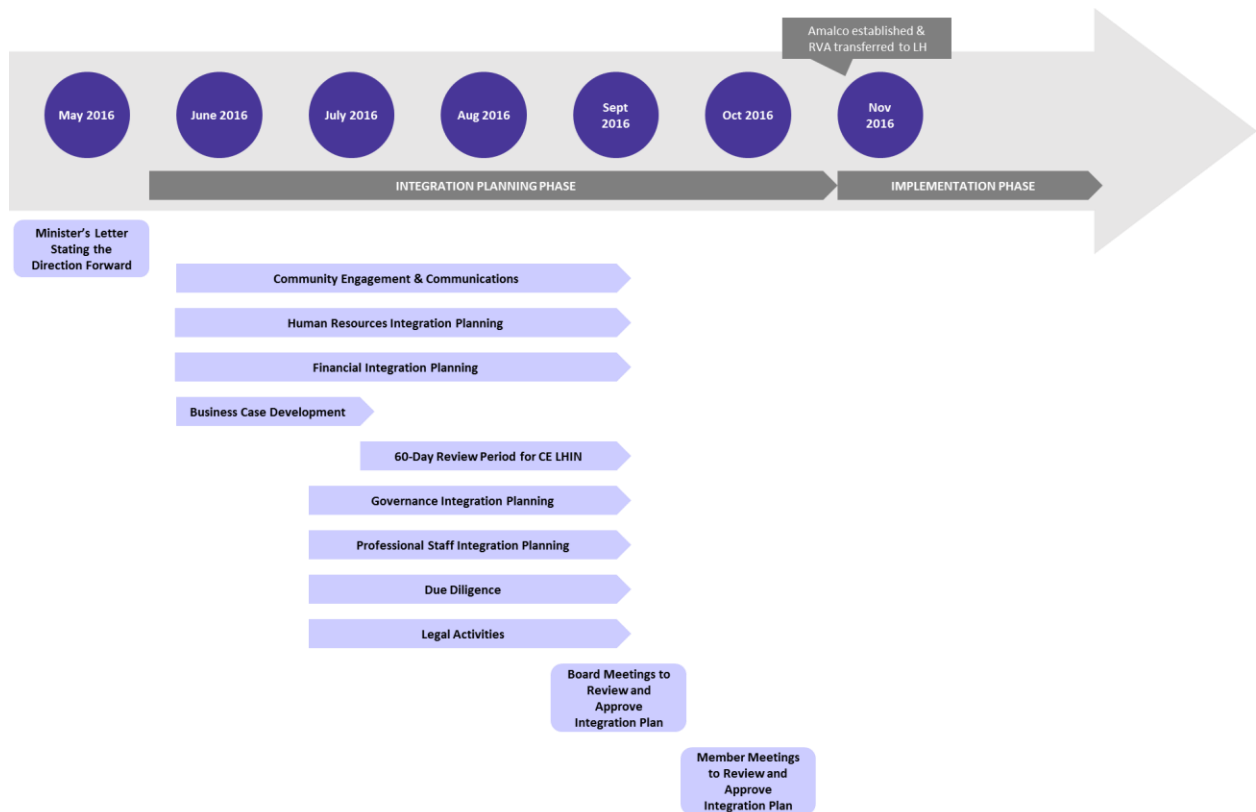 Amalco established &
RVA transferred to LH
May 2016
June 2016
July 2016
Aug 2016
Sept
2016
Oct 2016
Nov
2016
INTEGRATION PLANNING PHASE
IMPLEMENTATION PHASE
Minister’s Letter
Stating the
Direction Forward
Community Engagement & Communications
Human Resources Integration Planning
Financial Integration Planning
Business Case Development
60-Day Review Period for CE LHIN
Governance Integration Planning
Professional Staff Integration Planning
Due Diligence
Legal Activities
Board Meetings to
Review and
Approve
Integration Plan
Member Meetings
to Review and
Approve
Integration Plan